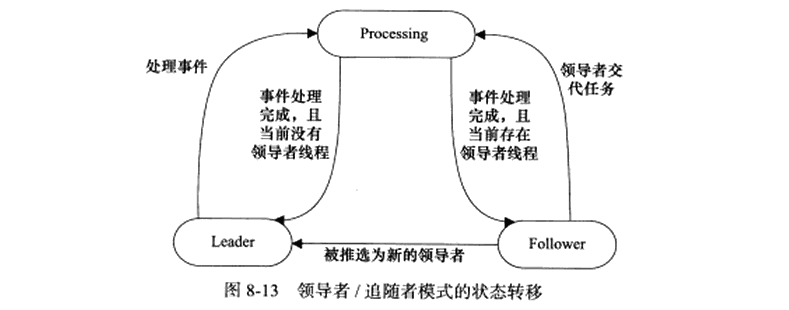 Processing
处理事件
领导者交
代任务
事件处理
完成，且
当前没有
领导者线程
事件处理
完成，且
当前存在
领导者线程
Leader
Follower
被推选为新的领导者
图 8-13 领导者 / 追随者模式的状态转移